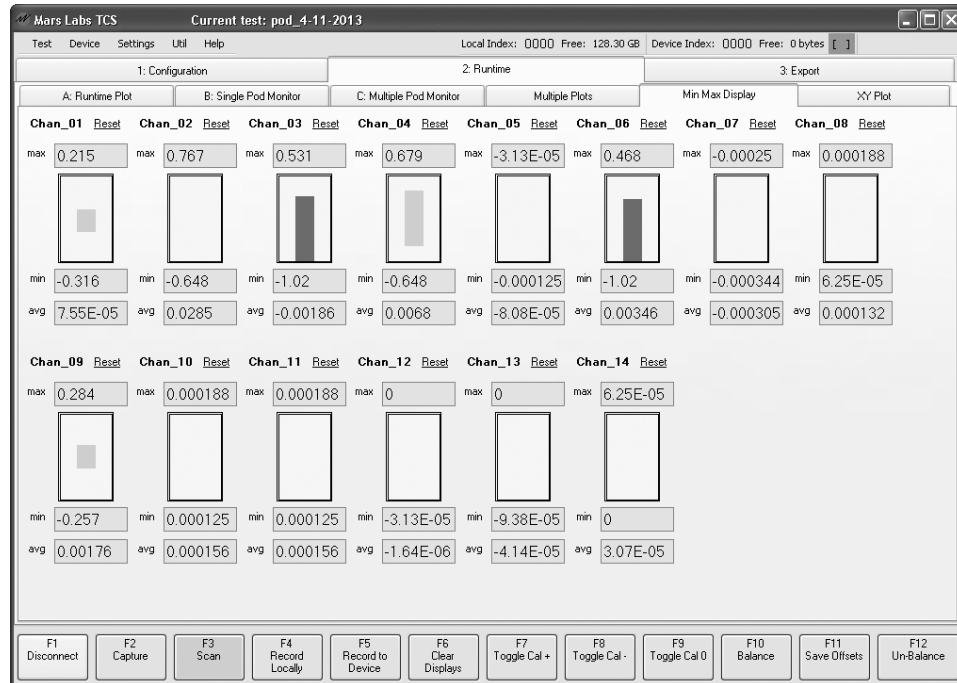 Mars Labs TCS Current test: pod_4-11-2013
Test Device Settings Util Help Local Index: 0000 Free: 128.30 GB Device Index: 0000 Free: 0 bytes [ ]
1: Configuration 2: Runtime 3: Export
A: Runtime Plot B: Single Pod Monitor C: Multiple Pod Monitor Multiple Plots Min Max Display XY Plot
Chan_01 Reset Chan_02 Reset Chan_03 Reset Chan_04 Reset Chan_05 Reset Chan_06 Reset Chan_07 Reset Chan_08 Reset
max 0.215 max 0.767 max 0.531 max 0.679 max -3.13E-05 max 0.468 max -0.00025 max 0.000188
min -0.316 min -0.648 min -1.02 min -0.648 min -0.000125 min -1.02 min -0.000344 min 6.25E-05
avg 7.55E-05 avg 0.0285 avg -0.00186 avg 0.0068 avg -8.08E-05 avg 0.00346 avg -0.000305 avg 0.000132
Chan_09 Reset Chan_10 Reset Chan_11 Reset Chan_12 Reset Chan_13 Reset Chan_14 Reset
max 0.284 max 0.000188 max 0.000188 max 0 max 0 max 6.25E-05
min -0.257 min 0.000125 min 0.000125 min -3.13E-05 min -9.38E-05 min 0
avg 0.00176 avg 0.000156 avg 0.000156 avg -1.64E-06 avg -4.14E-05 avg 3.07E-05
F1 F2 F3 F4 F5 F6 F7 F8 F9 F10 F11 F12
Disconnect Capture Scan Record Record to Clear Toggle Cal + Toggle Cal - Toggle Cal 0 Balance Save Offsets Un-Balance
Locally Device Displays